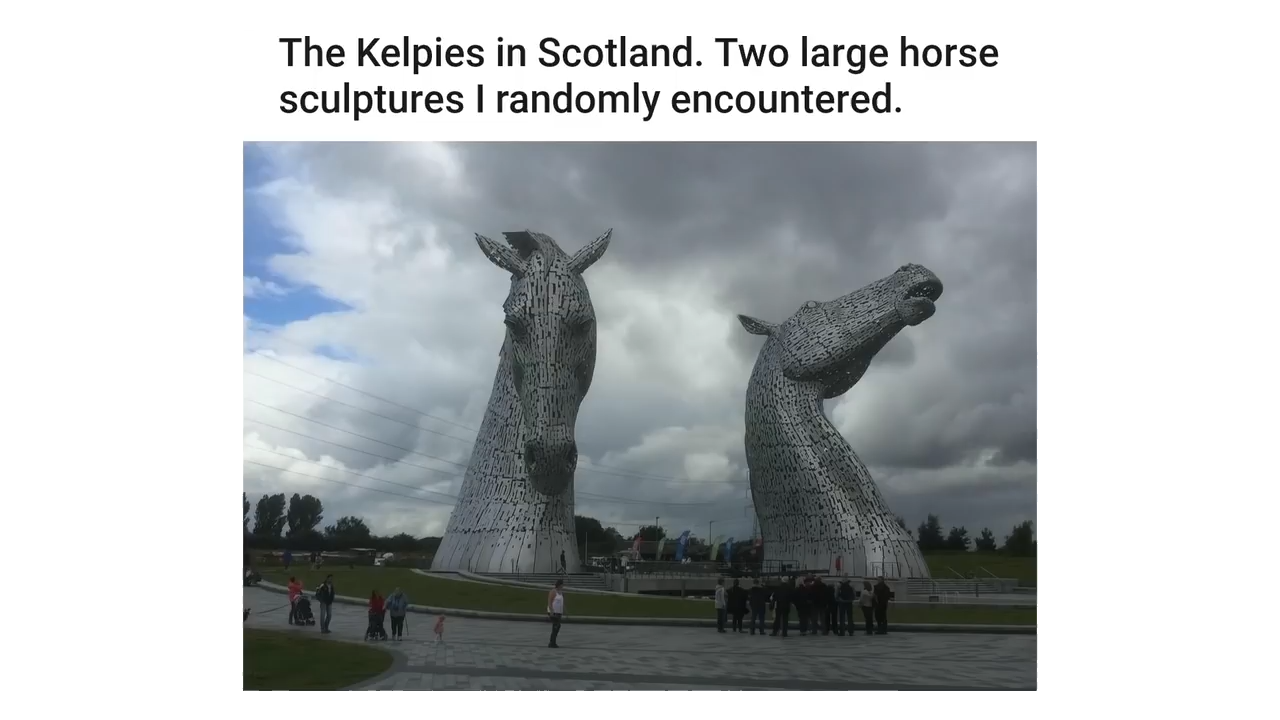 The Kelpies in Scotland. Two large horse
sculptures I randomly encountered.